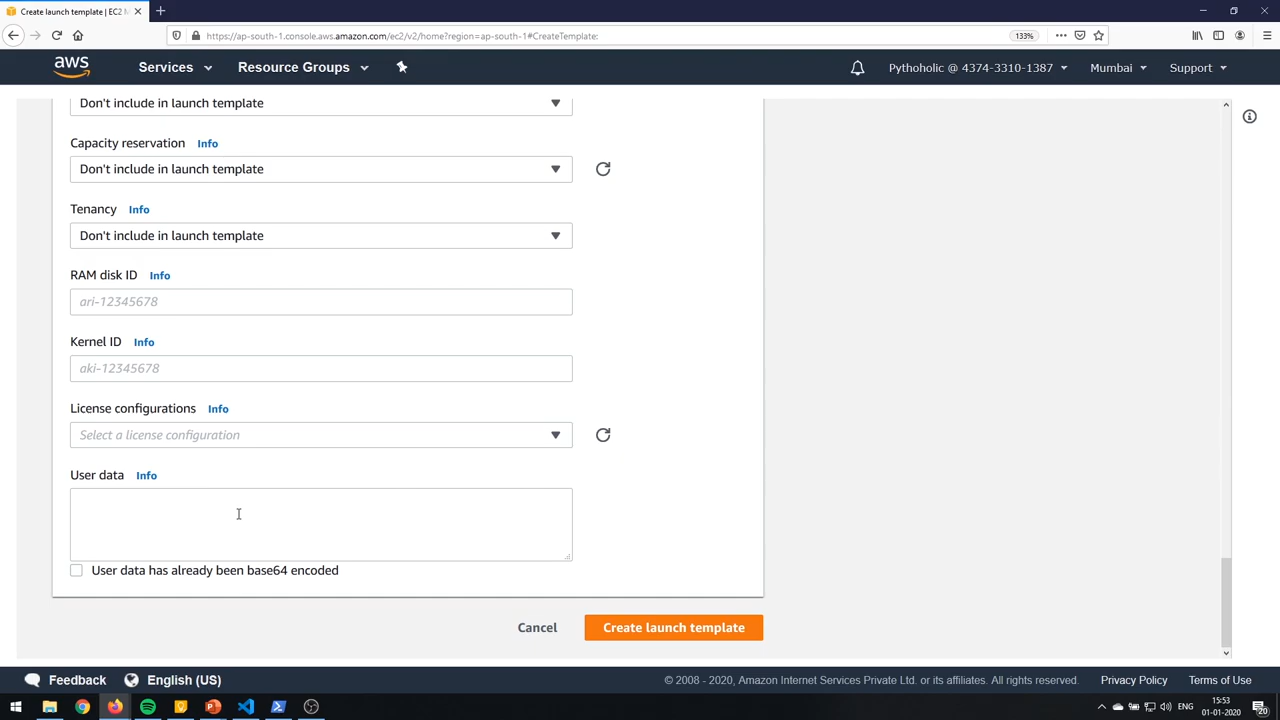 Create launch template | EC2 M
https://ap-south-1.console.aws.amazon.com/ec2/v2/home?region=ap-south-1#CreateTemplate:
133%
aws
Services
Resource Groups
Pythoholic @ 4374-3310-1387
Mumbai
Support
Don't include in launch template
Capacity reservation Info
Don't include in launch template
Tenancy Info
Don't include in launch template
RAM disk ID Info
ari-12345678
Kernel ID Info
aki-12345678
License configurations Info
Select a license configuration
User data Info
User data has already been base64 encoded
Cancel
Create launch template
Feedback
English (US)
© 2008 - 2020, Amazon Internet Services Private Ltd. or its affiliates. All rights reserved.
Privacy Policy
Terms of Use
ENG
15:53
01-01-2020
20